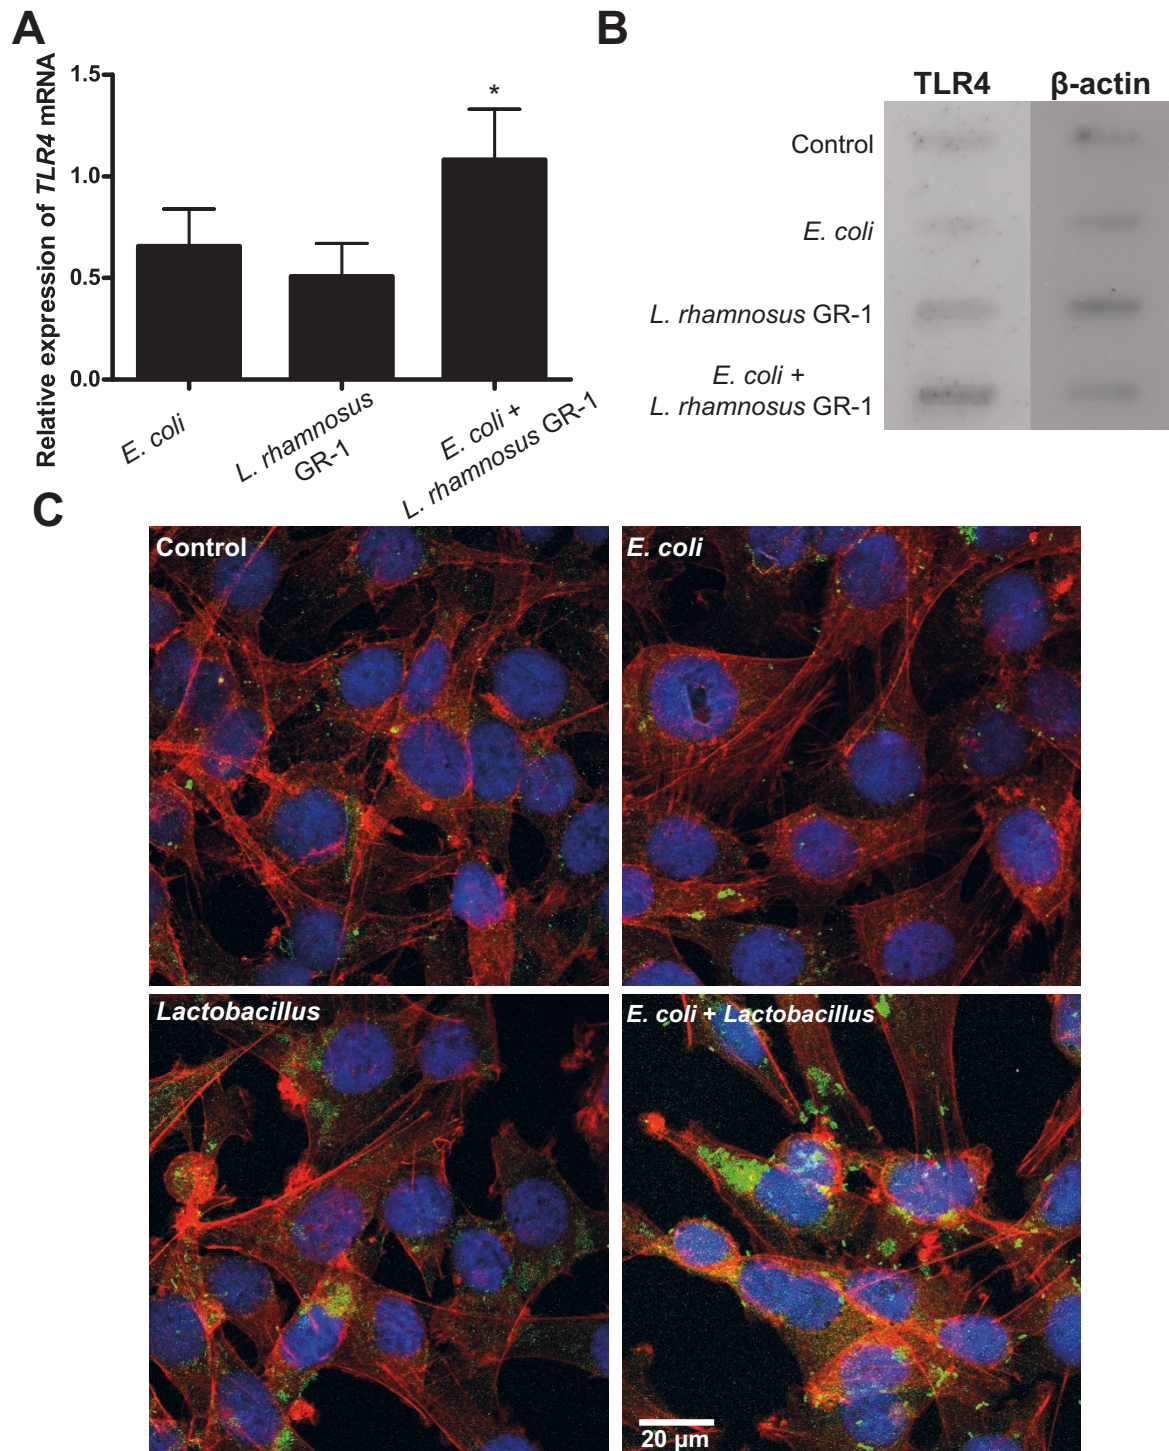 A
Relative expression of TLR4 mRNA
1.5
1.0
0.5
0.0
*
E. coli
L. rhamnosus
GR-1
E. coli +
L. rhamnosus GR-1
B
TLR4
β-actin
Control
E. coli
L. rhamnosus GR-1
E. coli +
L. rhamnosus GR-1
C
Control
E. coli
Lactobacillus
E. coli + Lactobacillus
20 μm